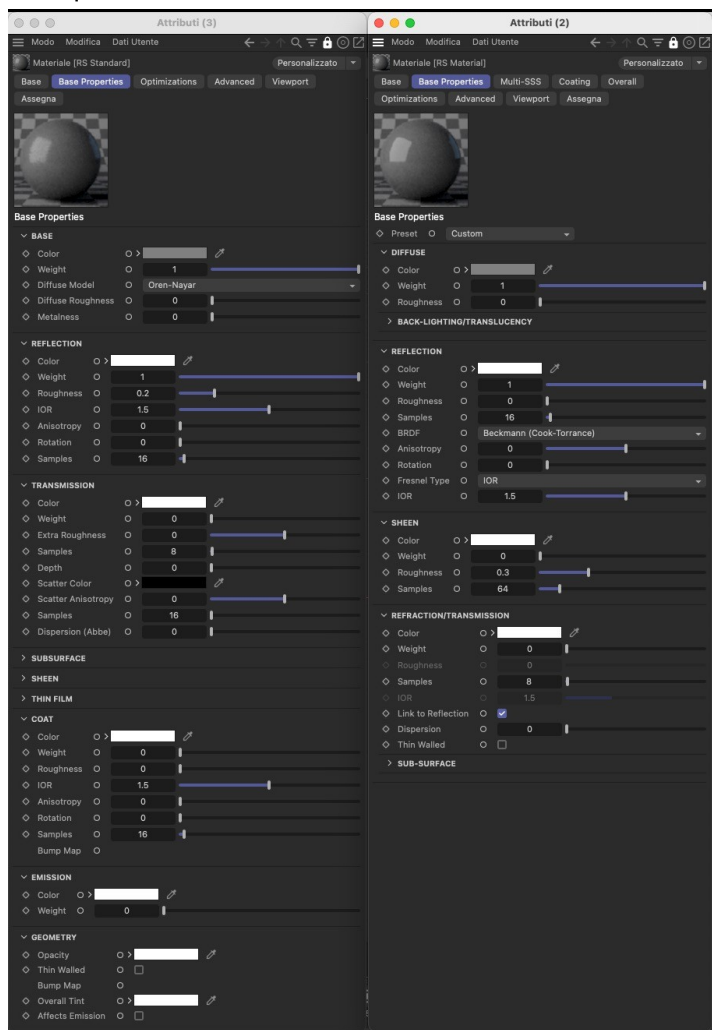 Attributi (3)
Modo Modifica Dati Utente
Materiale [RS Standard] Personalizzato
Base Base Properties Optimizations Advanced Viewport
Assegna
Base Properties
BASE
Color
Weight 1
Diffuse Model Oren-Nayar
Diffuse Roughness 0
Metalness 0
REFLECTION
Color
Weight 1
Roughness 0.2
IOR 1.5
Anisotropy 0
Rotation 0
Samples 16
TRANSMISSION
Color
Weight 0
Extra Roughness 0
Samples 8
Depth 0
Scatter Color
Scatter Anisotropy 0
Samples 16
Dispersion (Abbe) 0
SUBSURFACE
SHEEN
THIN FILM
COAT
Color
Weight 0
Roughness 0
IOR 1.5
Anisotropy 0
Rotation 0
Samples 16
Bump Map
EMISSION
Color
Weight 0
GEOMETRY
Opacity
Thin Walled
Bump Map
Overall Tint
Affects Emission
Attributi (2)
Modo Modifica Dati Utente
Materiale [RS Material] Personalizzato
Base Base Properties Multi-SSS Coating Overall
Optimizations Advanced Viewport Assegna
Base Properties
Preset Custom
DIFFUSE
Color
Weight 1
Roughness 0
BACK-LIGHTING/TRANSLUCENCY
REFLECTION
Color
Weight 1
Roughness 0
Samples 16
BRDF Beckmann (Cook-Torrance)
Anisotropy 0
Rotation 0
Fresnel Type IOR
IOR 1.5
SHEEN
Color
Weight 0
Roughness 0.3
Samples 64
REFRACTION/TRANSMISSION
Color
Weight 0
Roughness 0
Samples 8
IOR 1.5
Link to Reflection
Dispersion 0
Thin Walled
SUB-SURFACE